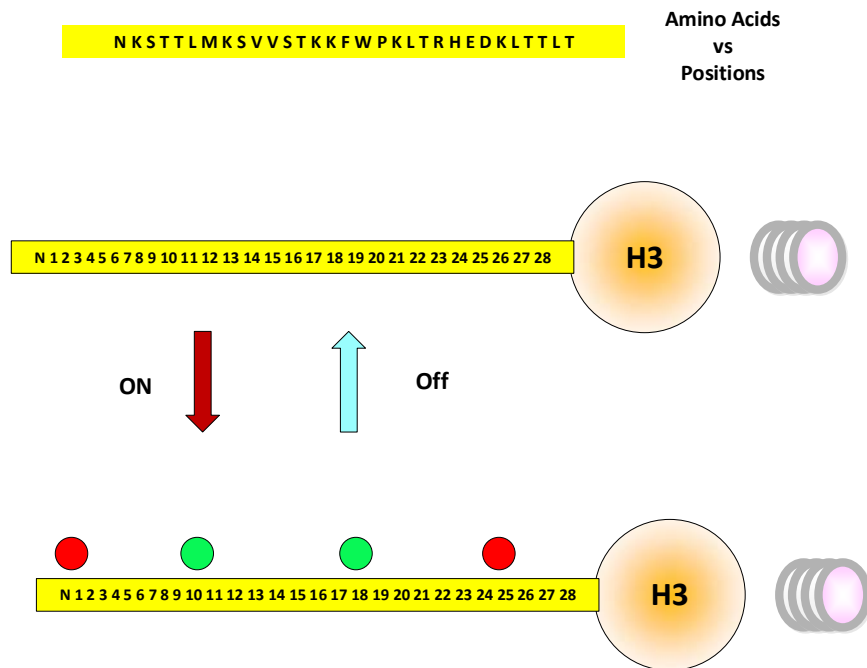 N K S T T L M K S V V S T K K F W P K L T R H E D K L T T L T
Amino Acids
vs
Positions
N 1 2 3 4 5 6 7 8 9 10 11 12 13 14 15 16 17 18 19 20 21 22 23 24 25 26 27 28
H3
ON
Off
N 1 2 3 4 5 6 7 8 9 10 11 12 13 14 15 16 17 18 19 20 21 22 23 24 25 26 27 28
H3